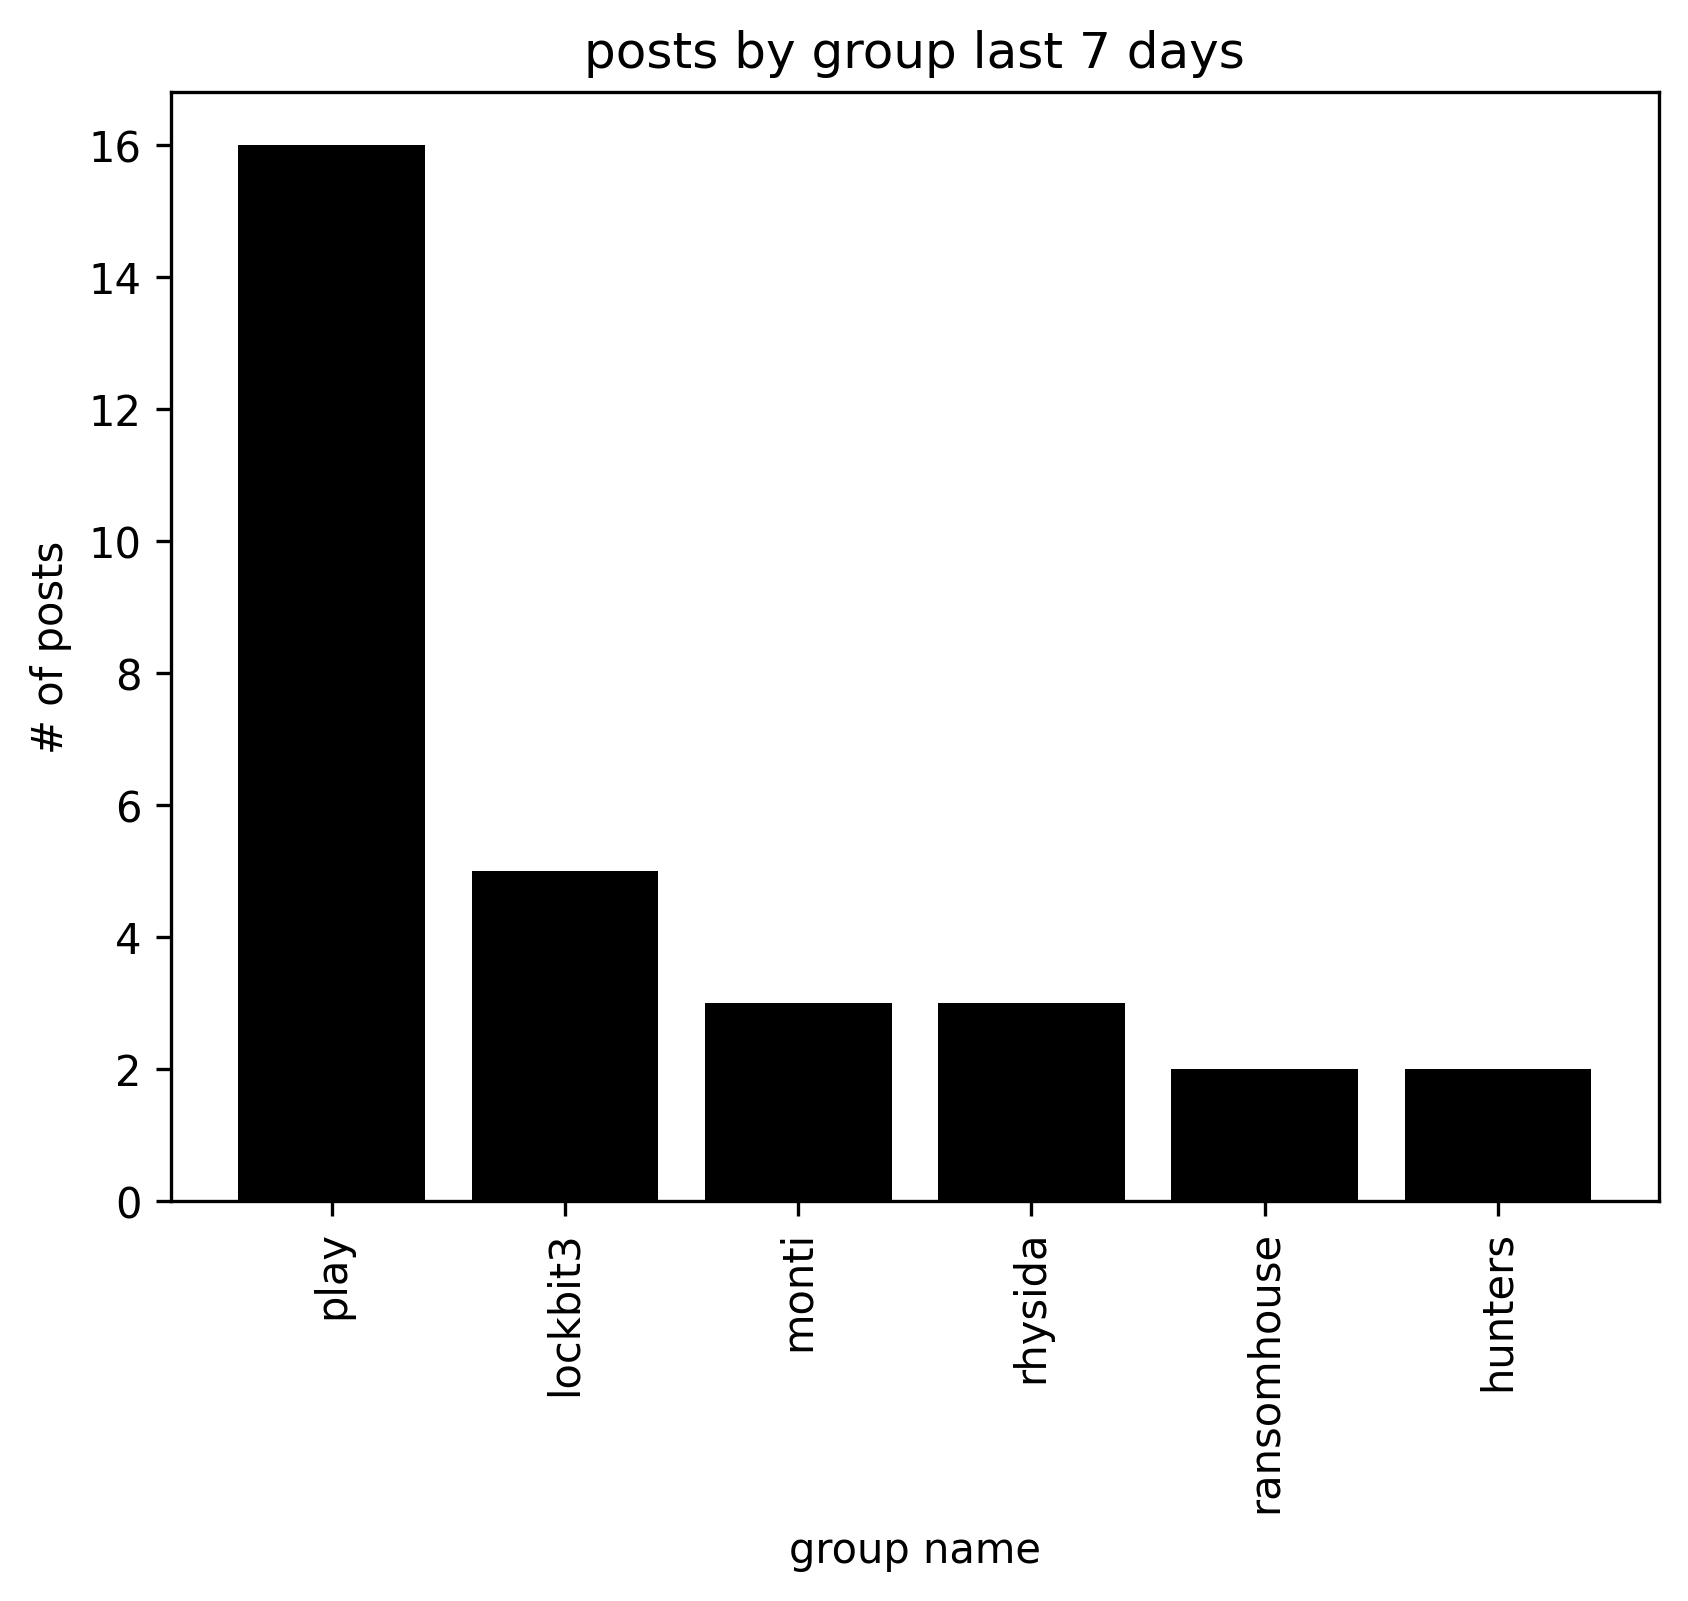 posts by group last 7 days
16
14
12
10
8
6
4
2
0
# of posts
play
lockbit3
monti
rhysida
ransomhouse
hunters
group name